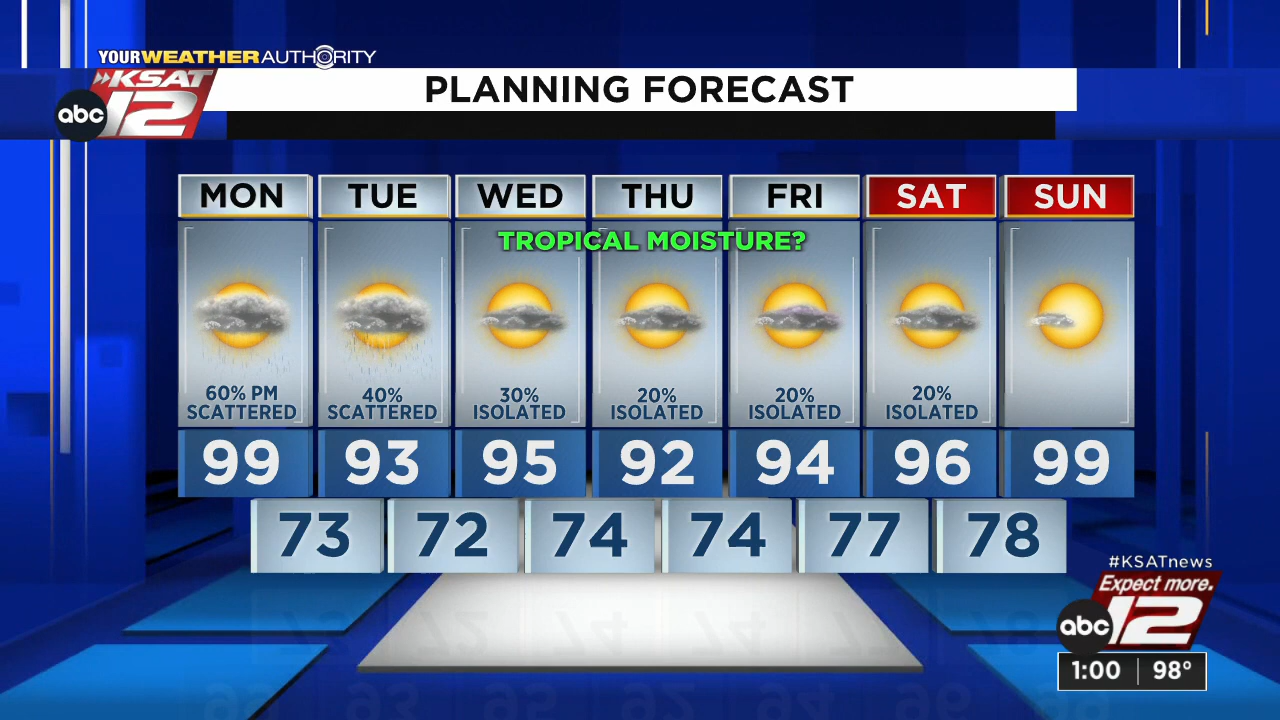 YOURWEATHERAUTHORITY
KSAT
abc 12
PLANNING FORECAST
MON TUE WED THU FRI SAT SUN
TROPICAL MOISTURE?
60% PM 40% 30% 20% 20% 20%
SCATTERED SCATTERED ISOLATED ISOLATED ISOLATED ISOLATED
99 93 95 92 94 96 99
73 72 74 74 77 78
#KSATnews
Expect more.
abc 12
1:00 98°